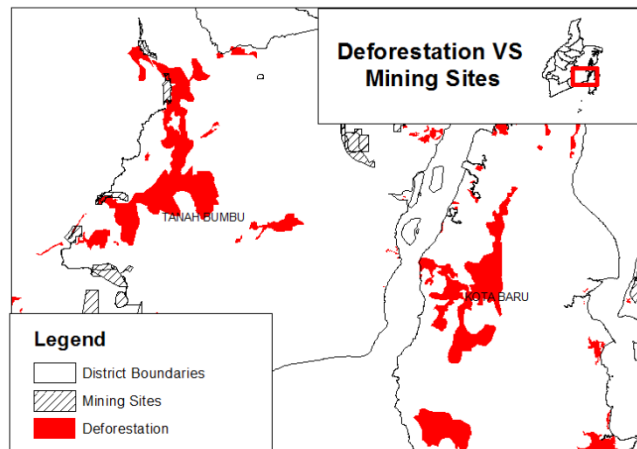 Deforestation VS
Mining Sites
TANAH BUMBU
KOTA BARU
Legend
District Boundaries
Mining Sites
Deforestation